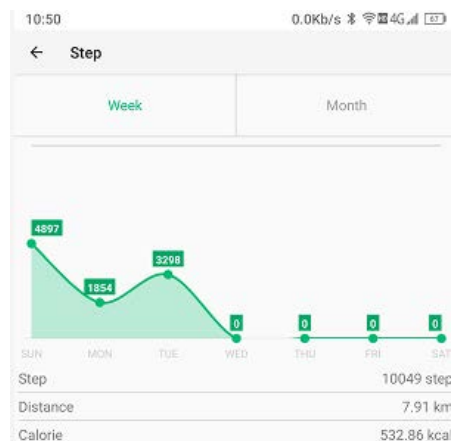 10:50 0.0Kb/s 4G 67
Step
Week Month
4897
1854
3298
0 0 0 0
SUN MON TUE WED THU FRI SAT
Step 10049 step
Distance 7.91 km
Calorie 532.86 kcal